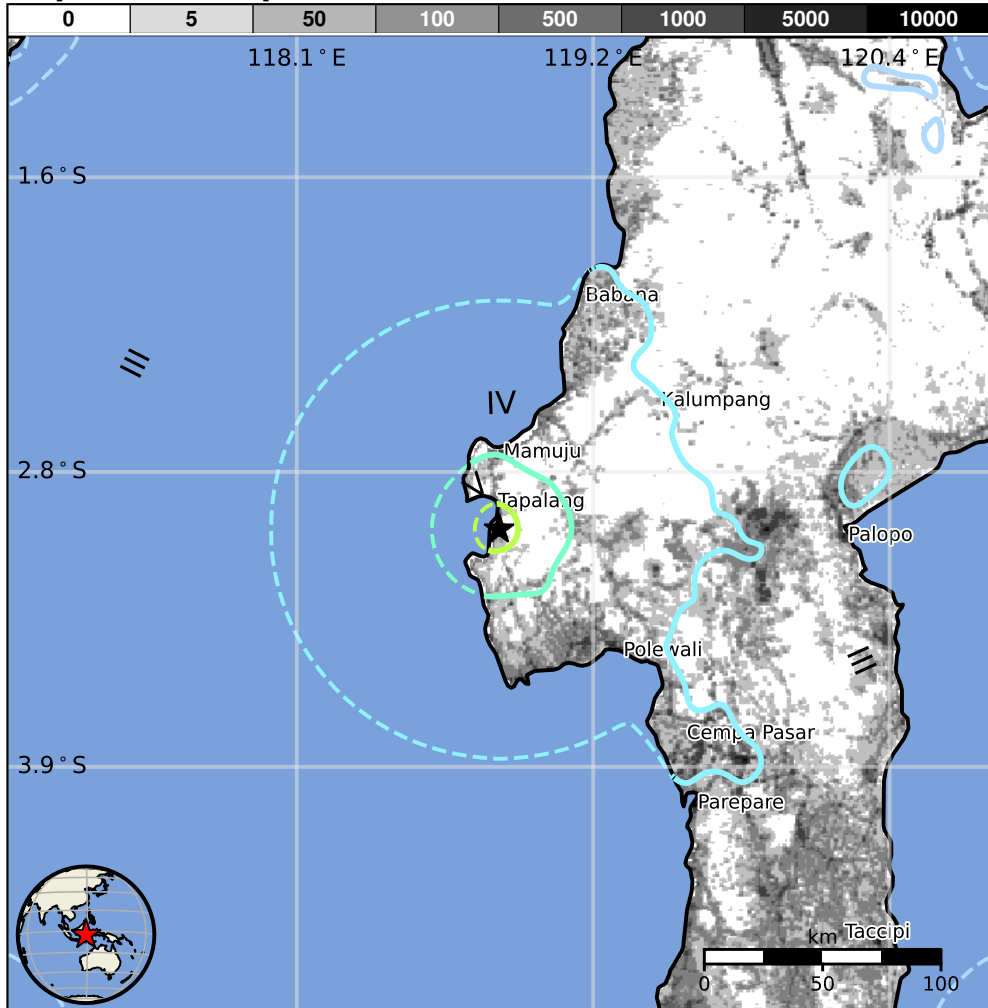 0 5 50 100 500 1000 5000 10000
118.1°E 119.2°E 120.4°E
1.6°S
Babana
III
Kalumpang
IV
Mamuju
2.8°S
V
Tapalang
Palopo
Polewali
III
Cempa Pasar
3.9°S
Parepare
Taccipi
km
0 50 100